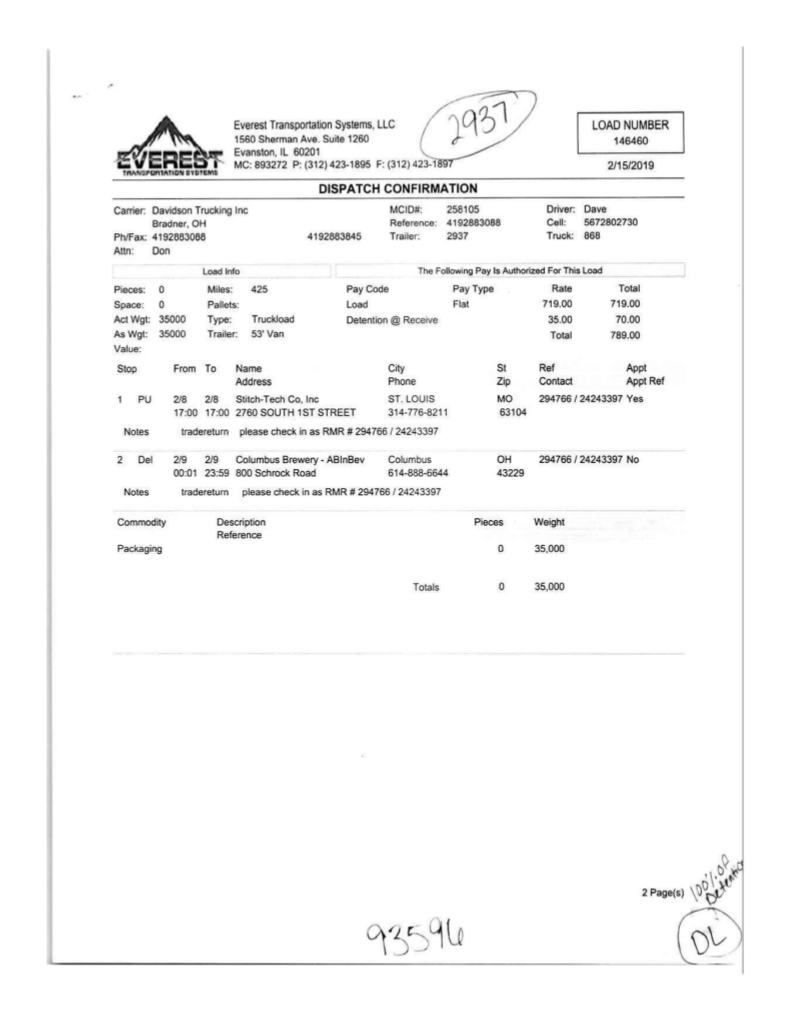 2937
EVEREST
TRANSPORTATION SYSTEMS
Everest Transportation Systems, LLC
1560 Sherman Ave. Suite 1260
Evanston, IL 60201
MC: 893272 P: (312) 423-1895 F: (312) 423-1897
LOAD NUMBER
146460
2/15/2019
DISPATCH CONFIRMATION
Carrier: Davidson Trucking Inc MCID#: 258105 Driver: Dave
Bradner, OH Reference: 4192883088 Cell: 5672802730
Ph/Fax: 4192883088 4192883845 Trailer: 2937 Truck: 868
Attn: Don
Load Info The Following Pay Is Authorized For This Load
Pieces: 0 Miles: 425 Pay Code Pay Type Rate Total
Space: 0 Pallets: Load Flat 719.00 719.00
Act Wgt: 35000 Type: Truckload Detention @ Receive 35.00 70.00
As Wgt: 35000 Trailer: 53' Van Total 789.00
Value:
Stop From To Name City St Ref Appt
Address Phone Zip Contact Appt Ref
1 PU 2/8 2/8 Stitch-Tech Co, Inc ST. LOUIS MO 294766 / 24243397 Yes
17:00 17:00 2760 SOUTH 1ST STREET 314-776-8211 63104
Notes tradereturn please check in as RMR # 294766 / 24243397
2 Del 2/9 2/9 Columbus Brewery - ABInBev Columbus OH 294766 / 24243397 No
00:01 23:59 800 Schrock Road 614-888-6644 43229
Notes tradereturn please check in as RMR # 294766 / 24243397
Commodity Description Pieces Weight
Reference
Packaging 0 35,000
Totals 0 35,000
2 Page(s)
100% OP
Detention
93596
DL